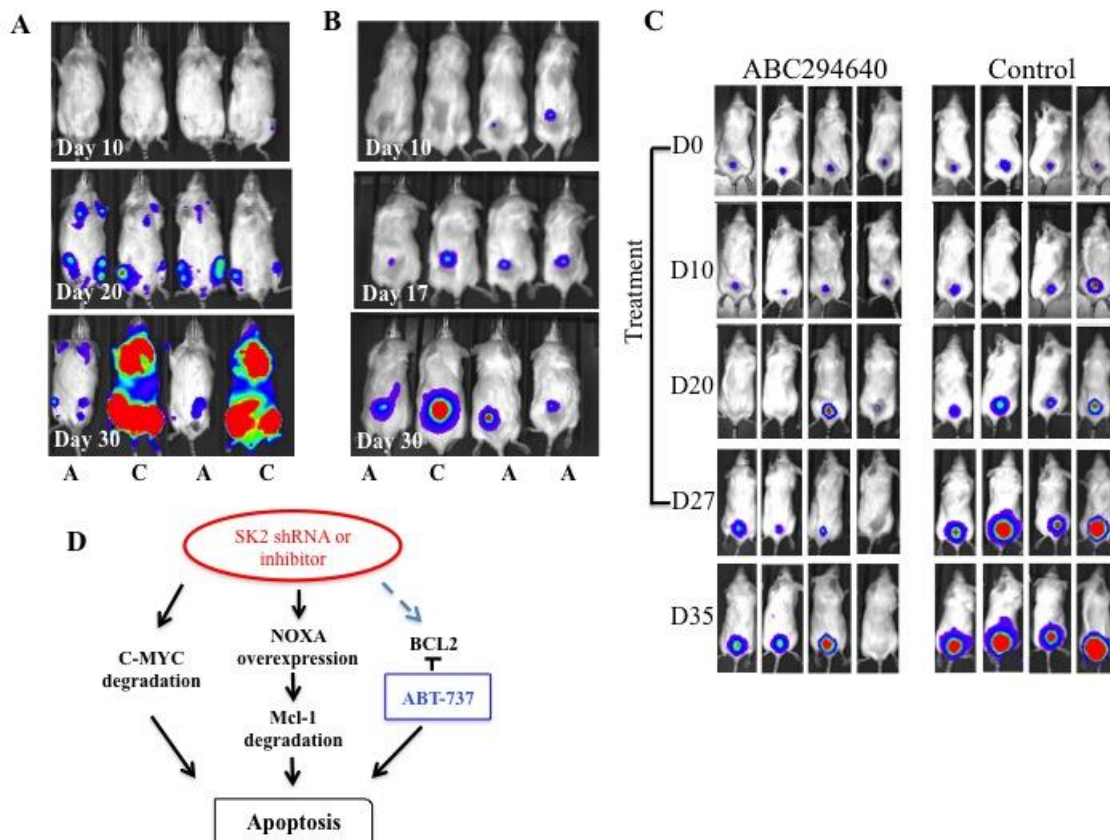 A
Day 10
Day 20
Day 30
A C A C
B
Day 10
Day 17
Day 30
A C A A
C
ABC294640 Control
Treatment
D0
D10
D20
D27
D35
D
SK2 shRNA or
inhibitor
C-MYC
degradation
NOXA
overexpression
Mcl-1
degradation
BCL2
ABT-737
Apoptosis